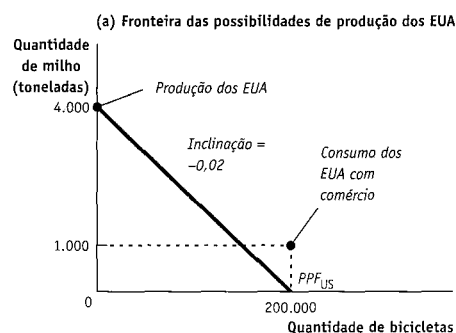 (a) Fronteira das possibilidades de produção dos EUA
Quantidade
de milho
(toneladas)
Produção dos EUA
4.000
Inclinação =
–0,02
Consumo dos
EUA com
comércio
1.000
PPFUS
0
200.000
Quantidade de bicicletas